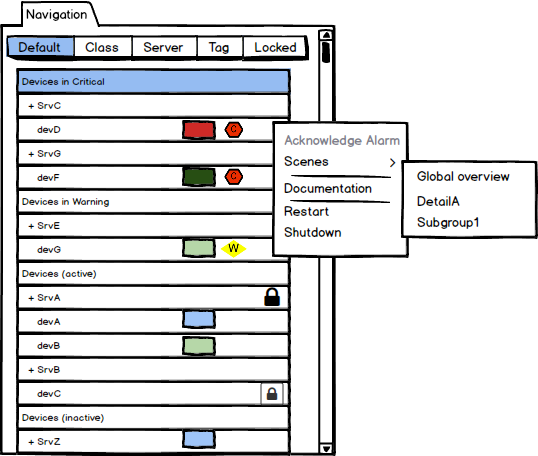 Navigation
Default Class Server Tag Locked
Devices in Critical
+ SrvC
devD C
+ SrvG
devF C
Devices in Warning
+ SrvE
devG W
Devices (active)
+ SrvA
devA
devB
+ SrvB
devC
Devices (inactive)
+ SrvZ
Acknowledge Alarm
Scenes >
Documentation
Restart
Shutdown
Global overview
DetailA
Subgroup1